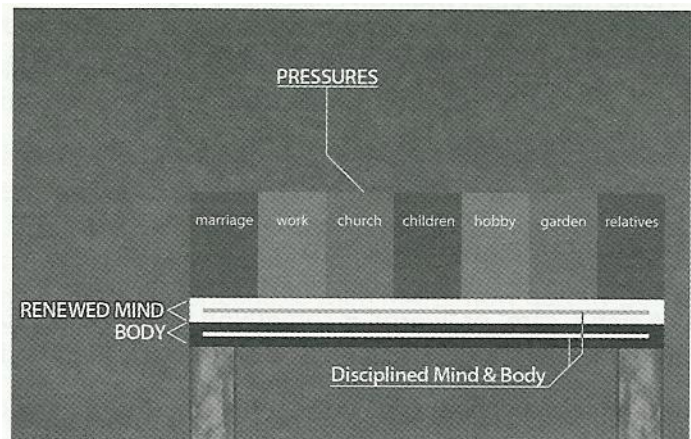 PRESSURES
marriage work church children hobby garden relatives
RENEWED MIND
BODY
Disciplined Mind & Body